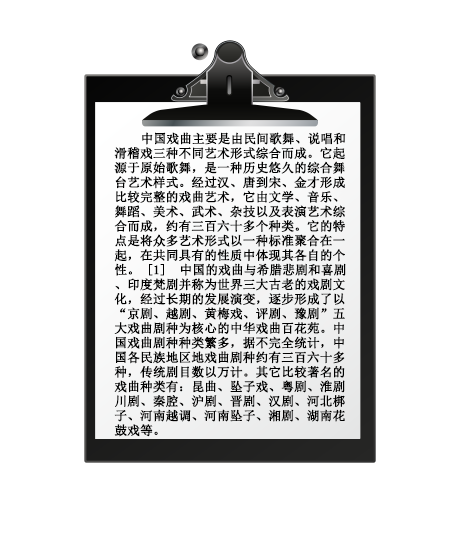 中国戏曲主要是由民间歌舞、说唱和
滑稽戏三种不同艺术形式综合而成。它起
源于原始歌舞，是一种历史悠久的综合舞
台艺术样式。经过汉、唐到宋、金才形成
比较完整的戏曲艺术，它由文学、音乐、
舞蹈、美术、武术、杂技以及表演艺术综
合而成，约有三百六十多个种类。它的特
点是将众多艺术形式以一种标准聚合在一
起，在共同具有的性质中体现其各自的个
性。[1] 中国的戏曲与希腊悲剧和喜剧
、印度梵剧并称为世界三大古老的戏剧文
化，经过长期的发展演变，逐步形成了以
“京剧、越剧、黄梅戏、评剧、豫剧”五
大戏曲剧种为核心的中华戏曲百花苑。中
国戏曲剧种种类繁多，据不完全统计，中
国各民族地区地戏曲剧种约有三百六十多
种，传统剧目数以万计。其它比较著名的
戏曲种类有：昆曲、坠子戏、粤剧、淮剧
川剧、秦腔、沪剧、晋剧、汉剧、河北梆
子、河南越调、河南坠子、湘剧、湖南花
鼓戏等。